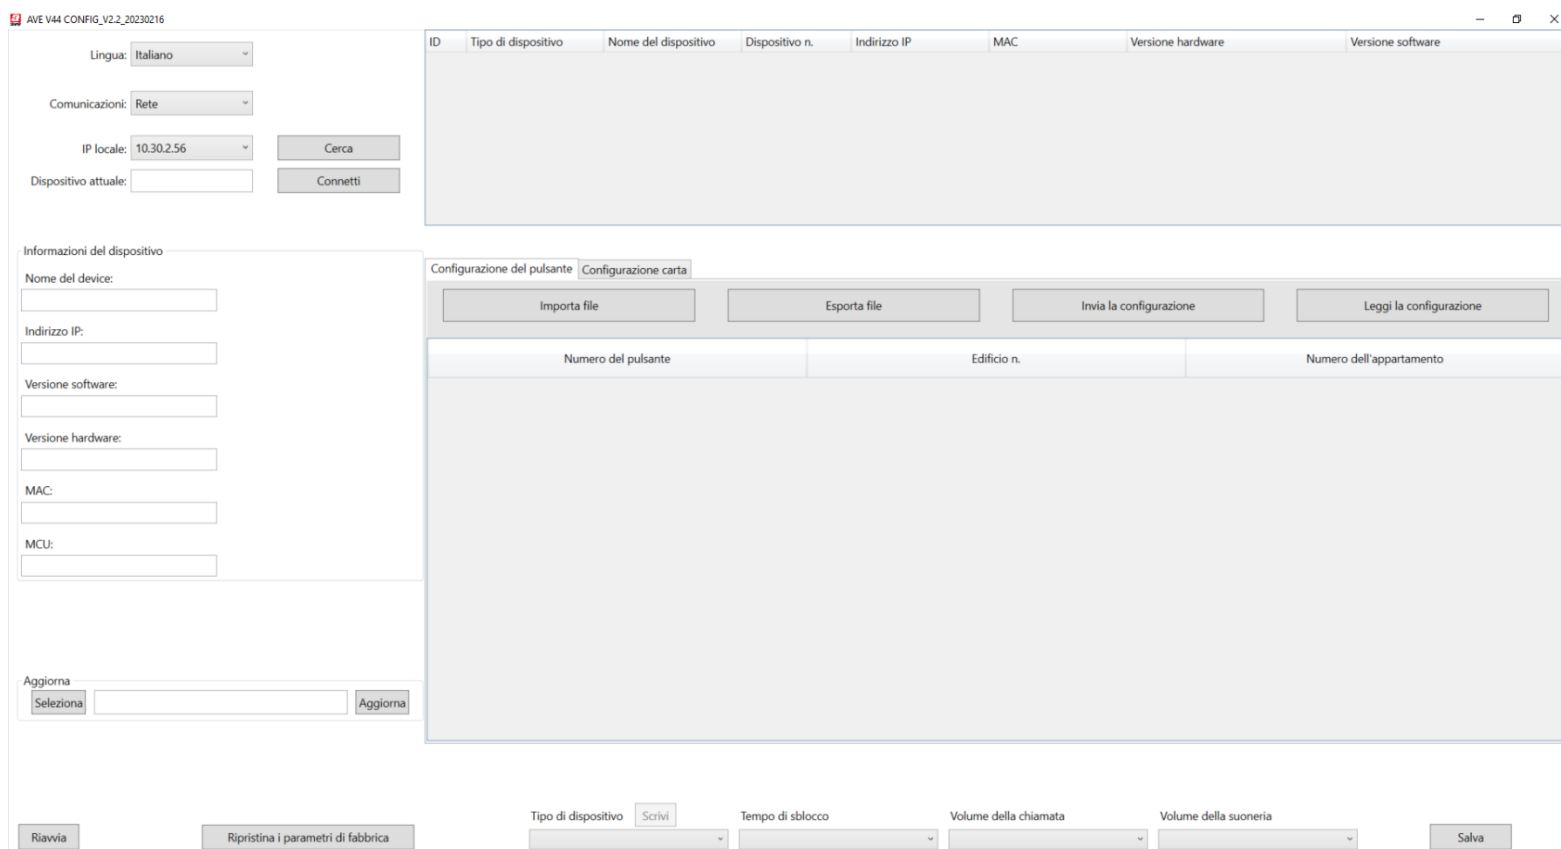 AVE V44 CONFIG_V2.2_20230216
Lingua: Italiano
Comunicazioni: Rete
IP locale: 10.30.2.56 Cerca
Dispositivo attuale: Connetti
ID Tipo di dispositivo Nome del dispositivo Dispositivo n. Indirizzo IP MAC Versione hardware Versione software
Informazioni del dispositivo
Nome del device:
Indirizzo IP:
Versione software:
Versione hardware:
MAC:
MCU:
Configurazione del pulsante Configurazione carta
Importa file Esporta file Invia la configurazione Leggi la configurazione
Numero del pulsante Edificio n. Numero dell'appartamento
Aggiorna
Seleziona Aggiorna
Tipo di dispositivo Scrivi Tempo di sblocco Volume della chiamata Volume della suoneria
Riavvia Ripristina i parametri di fabbrica Salva